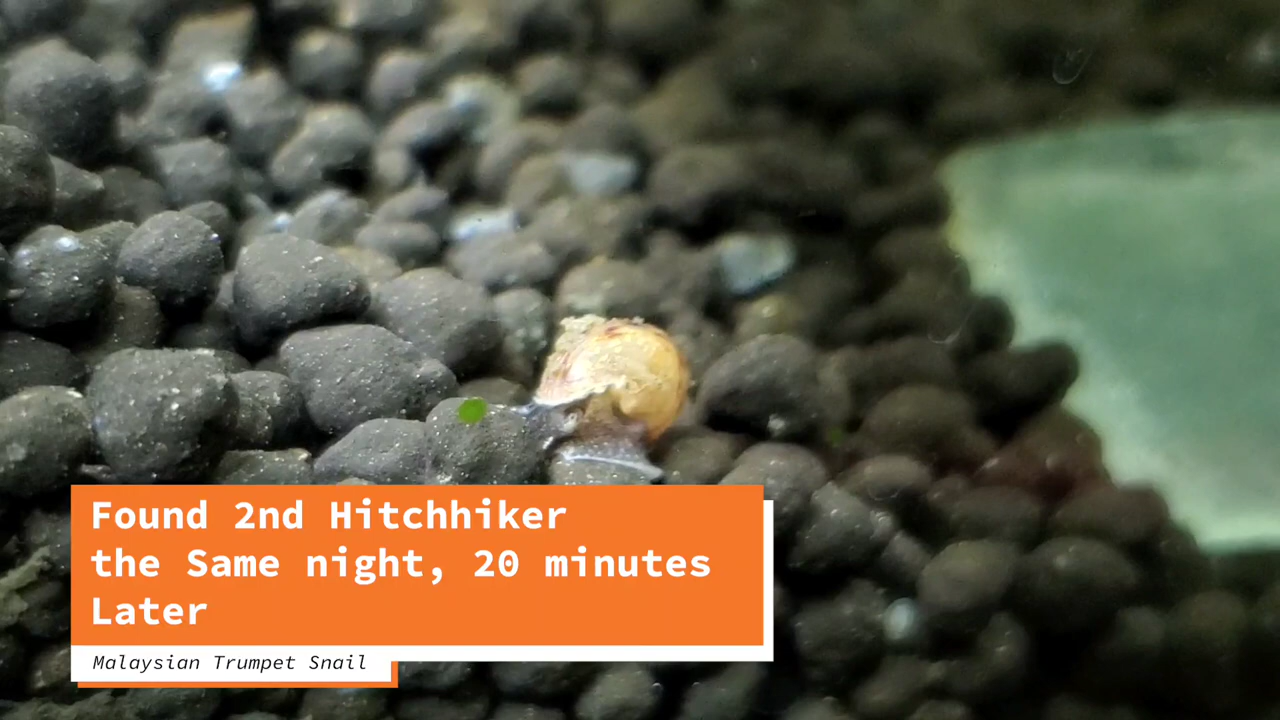 Found 2nd Hitchhiker
the Same night, 20 minutes
Later
Malaysian Trumpet Snail